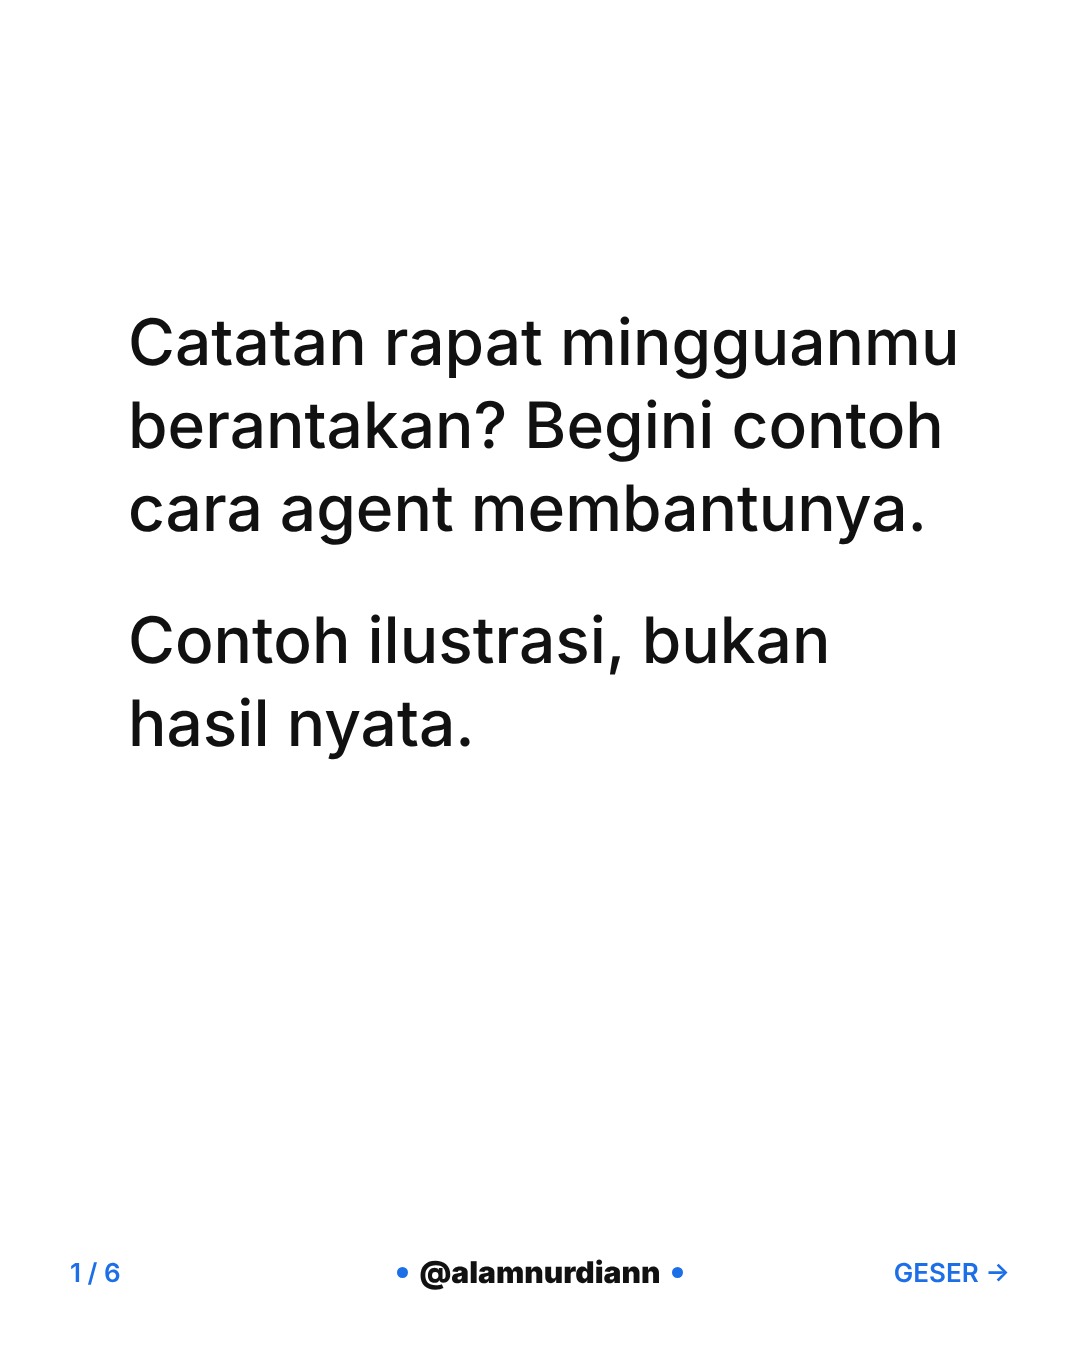 Catatan rapat mingguanmu
berantakan? Begini contoh
cara agent membantunya.
Contoh ilustrasi, bukan
hasil nyata.
1 / 6
• @alamnurdiann •
GESER →